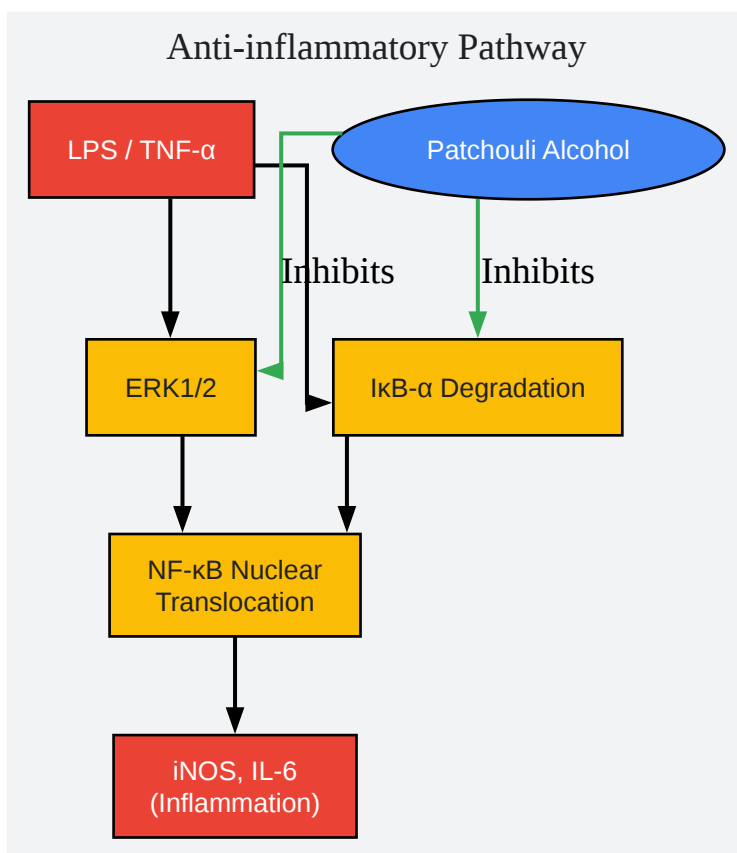 Anti-inflammatory Pathway
LPS / TNF-α
Patchouli Alcohol
Inhibits
Inhibits
ERK1/2
IκB-α Degradation
NF-κB Nuclear
Translocation
iNOS, IL-6
(Inflammation)